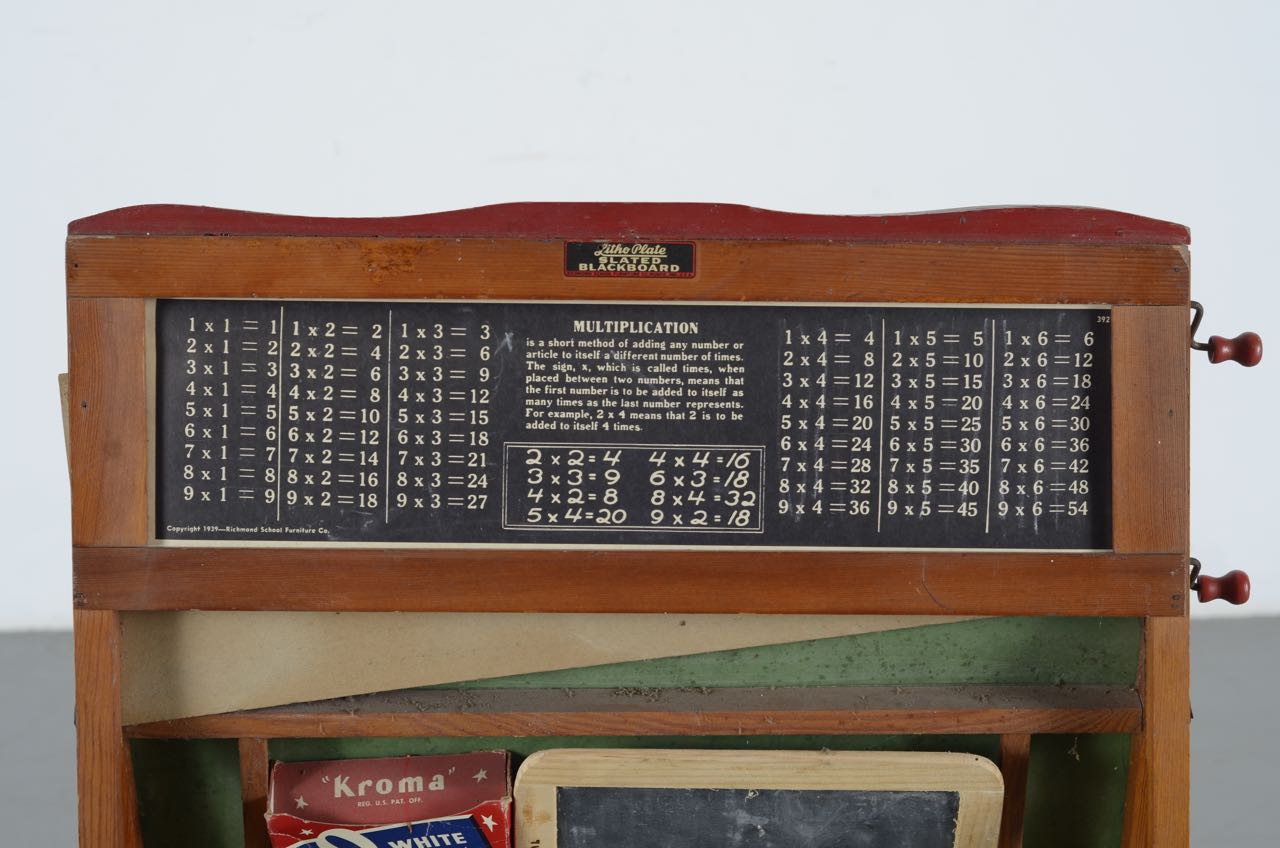 Litho Plate
SLATED
BLACKBOARD
392
1 x 1 = 1
2 x 1 = 2
3 x 1 = 3
4 x 1 = 4
5 x 1 = 5
6 x 1 = 6
7 x 1 = 7
8 x 1 = 8
9 x 1 = 9
1 x 2 = 2
2 x 2 = 4
3 x 2 = 6
4 x 2 = 8
5 x 2 = 10
6 x 2 = 12
7 x 2 = 14
8 x 2 = 16
9 x 2 = 18
1 x 3 = 3
2 x 3 = 6
3 x 3 = 9
4 x 3 = 12
5 x 3 = 15
6 x 3 = 18
7 x 3 = 21
8 x 3 = 24
9 x 3 = 27
MULTIPLICATION
is a short method of adding any number or
article to itself a different number of times.
The sign, x, which is called times, when
placed between two numbers, means that
the first number is to be added to itself as
many times as the last number represents.
For example, 2 x 4 means that 2 is to be
added to itself 4 times.
2 x 2 = 4 4 x 4 = 16
3 x 3 = 9 6 x 3 = 18
4 x 2 = 8 8 x 4 = 32
5 x 4 = 20 9 x 2 = 18
1 x 4 = 4
2 x 4 = 8
3 x 4 = 12
4 x 4 = 16
5 x 4 = 20
6 x 4 = 24
7 x 4 = 28
8 x 4 = 32
9 x 4 = 36
1 x 5 = 5
2 x 5 = 10
3 x 5 = 15
4 x 5 = 20
5 x 5 = 25
6 x 5 = 30
7 x 5 = 35
8 x 5 = 40
9 x 5 = 45
1 x 6 = 6
2 x 6 = 12
3 x 6 = 18
4 x 6 = 24
5 x 6 = 30
6 x 6 = 36
7 x 6 = 42
8 x 6 = 48
9 x 6 = 54
Copyright 1939—Richmond School Furniture Co.
"Kroma"
REG. U.S. PAT. OFF.
WHITE